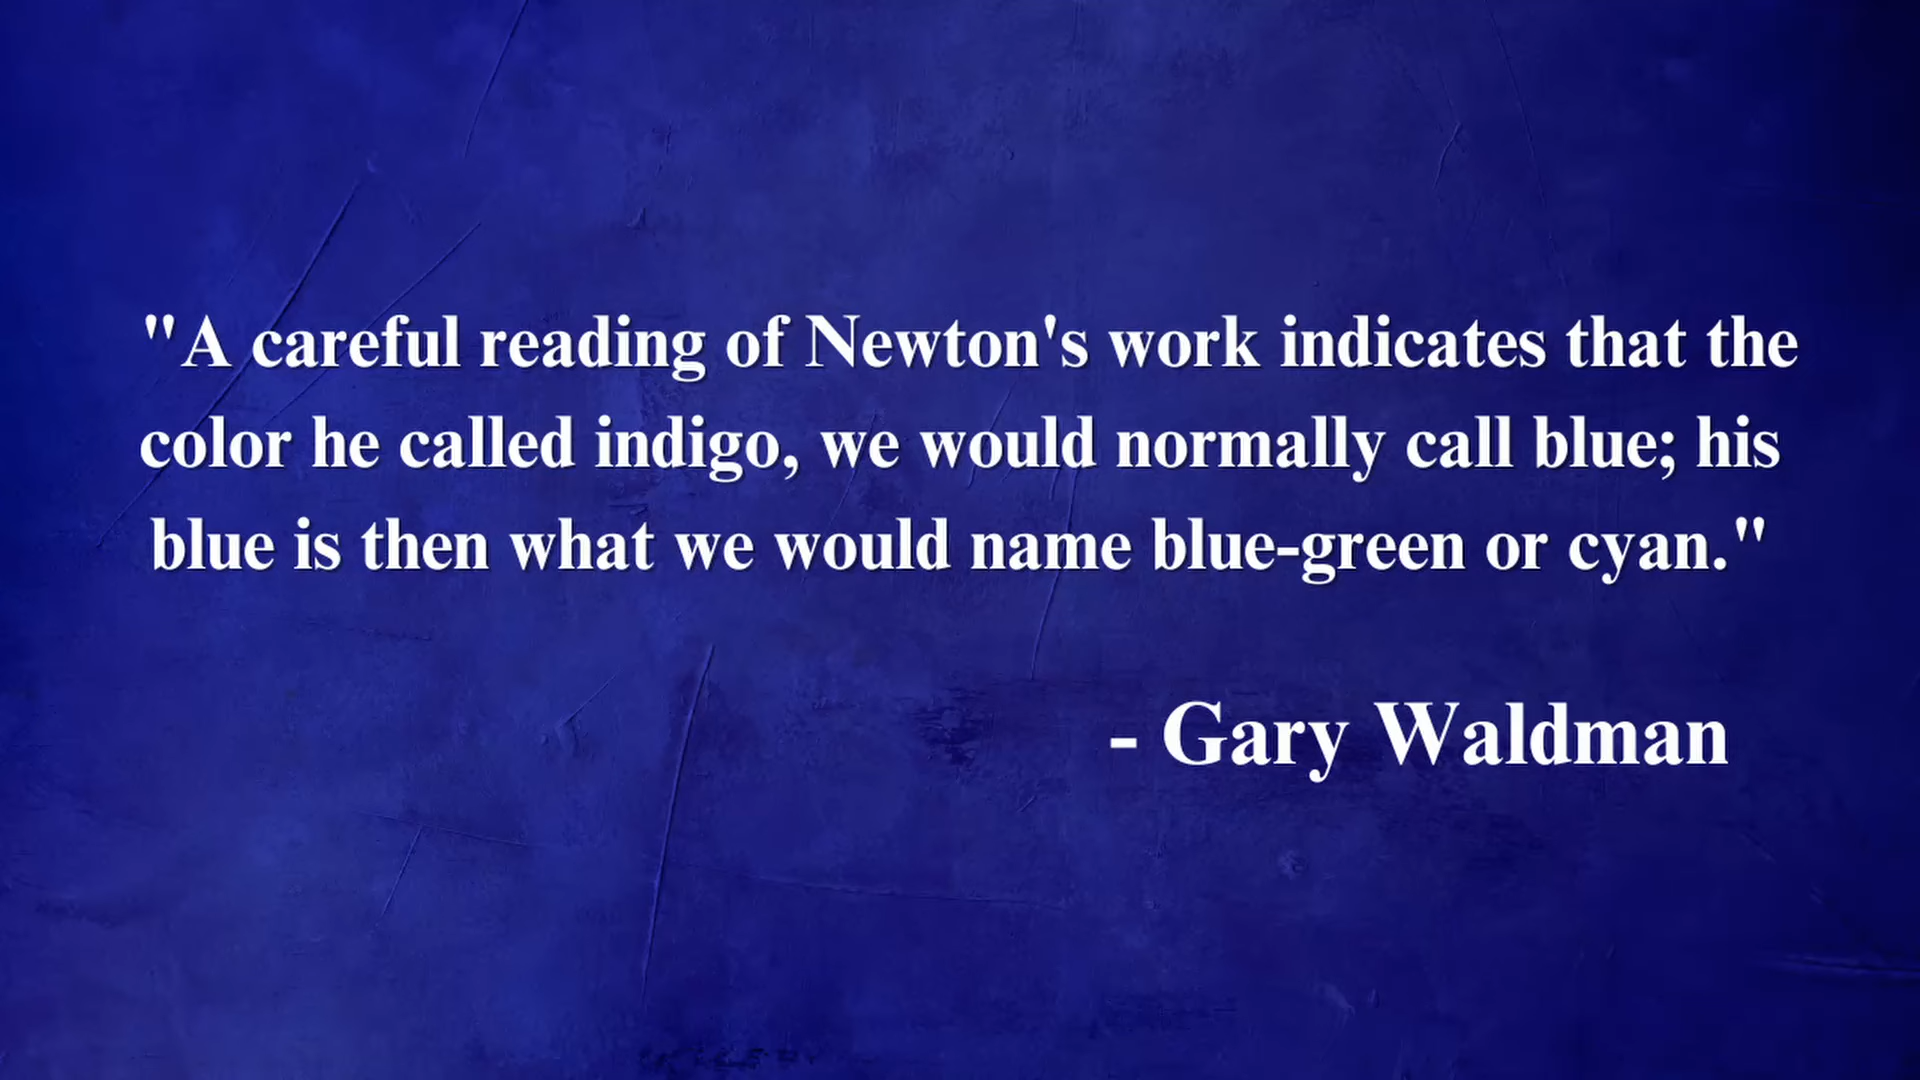 "A careful reading of Newton's work indicates that the
color he called indigo, we would normally call blue; his
blue is then what we would name blue-green or cyan."
- Gary Waldman